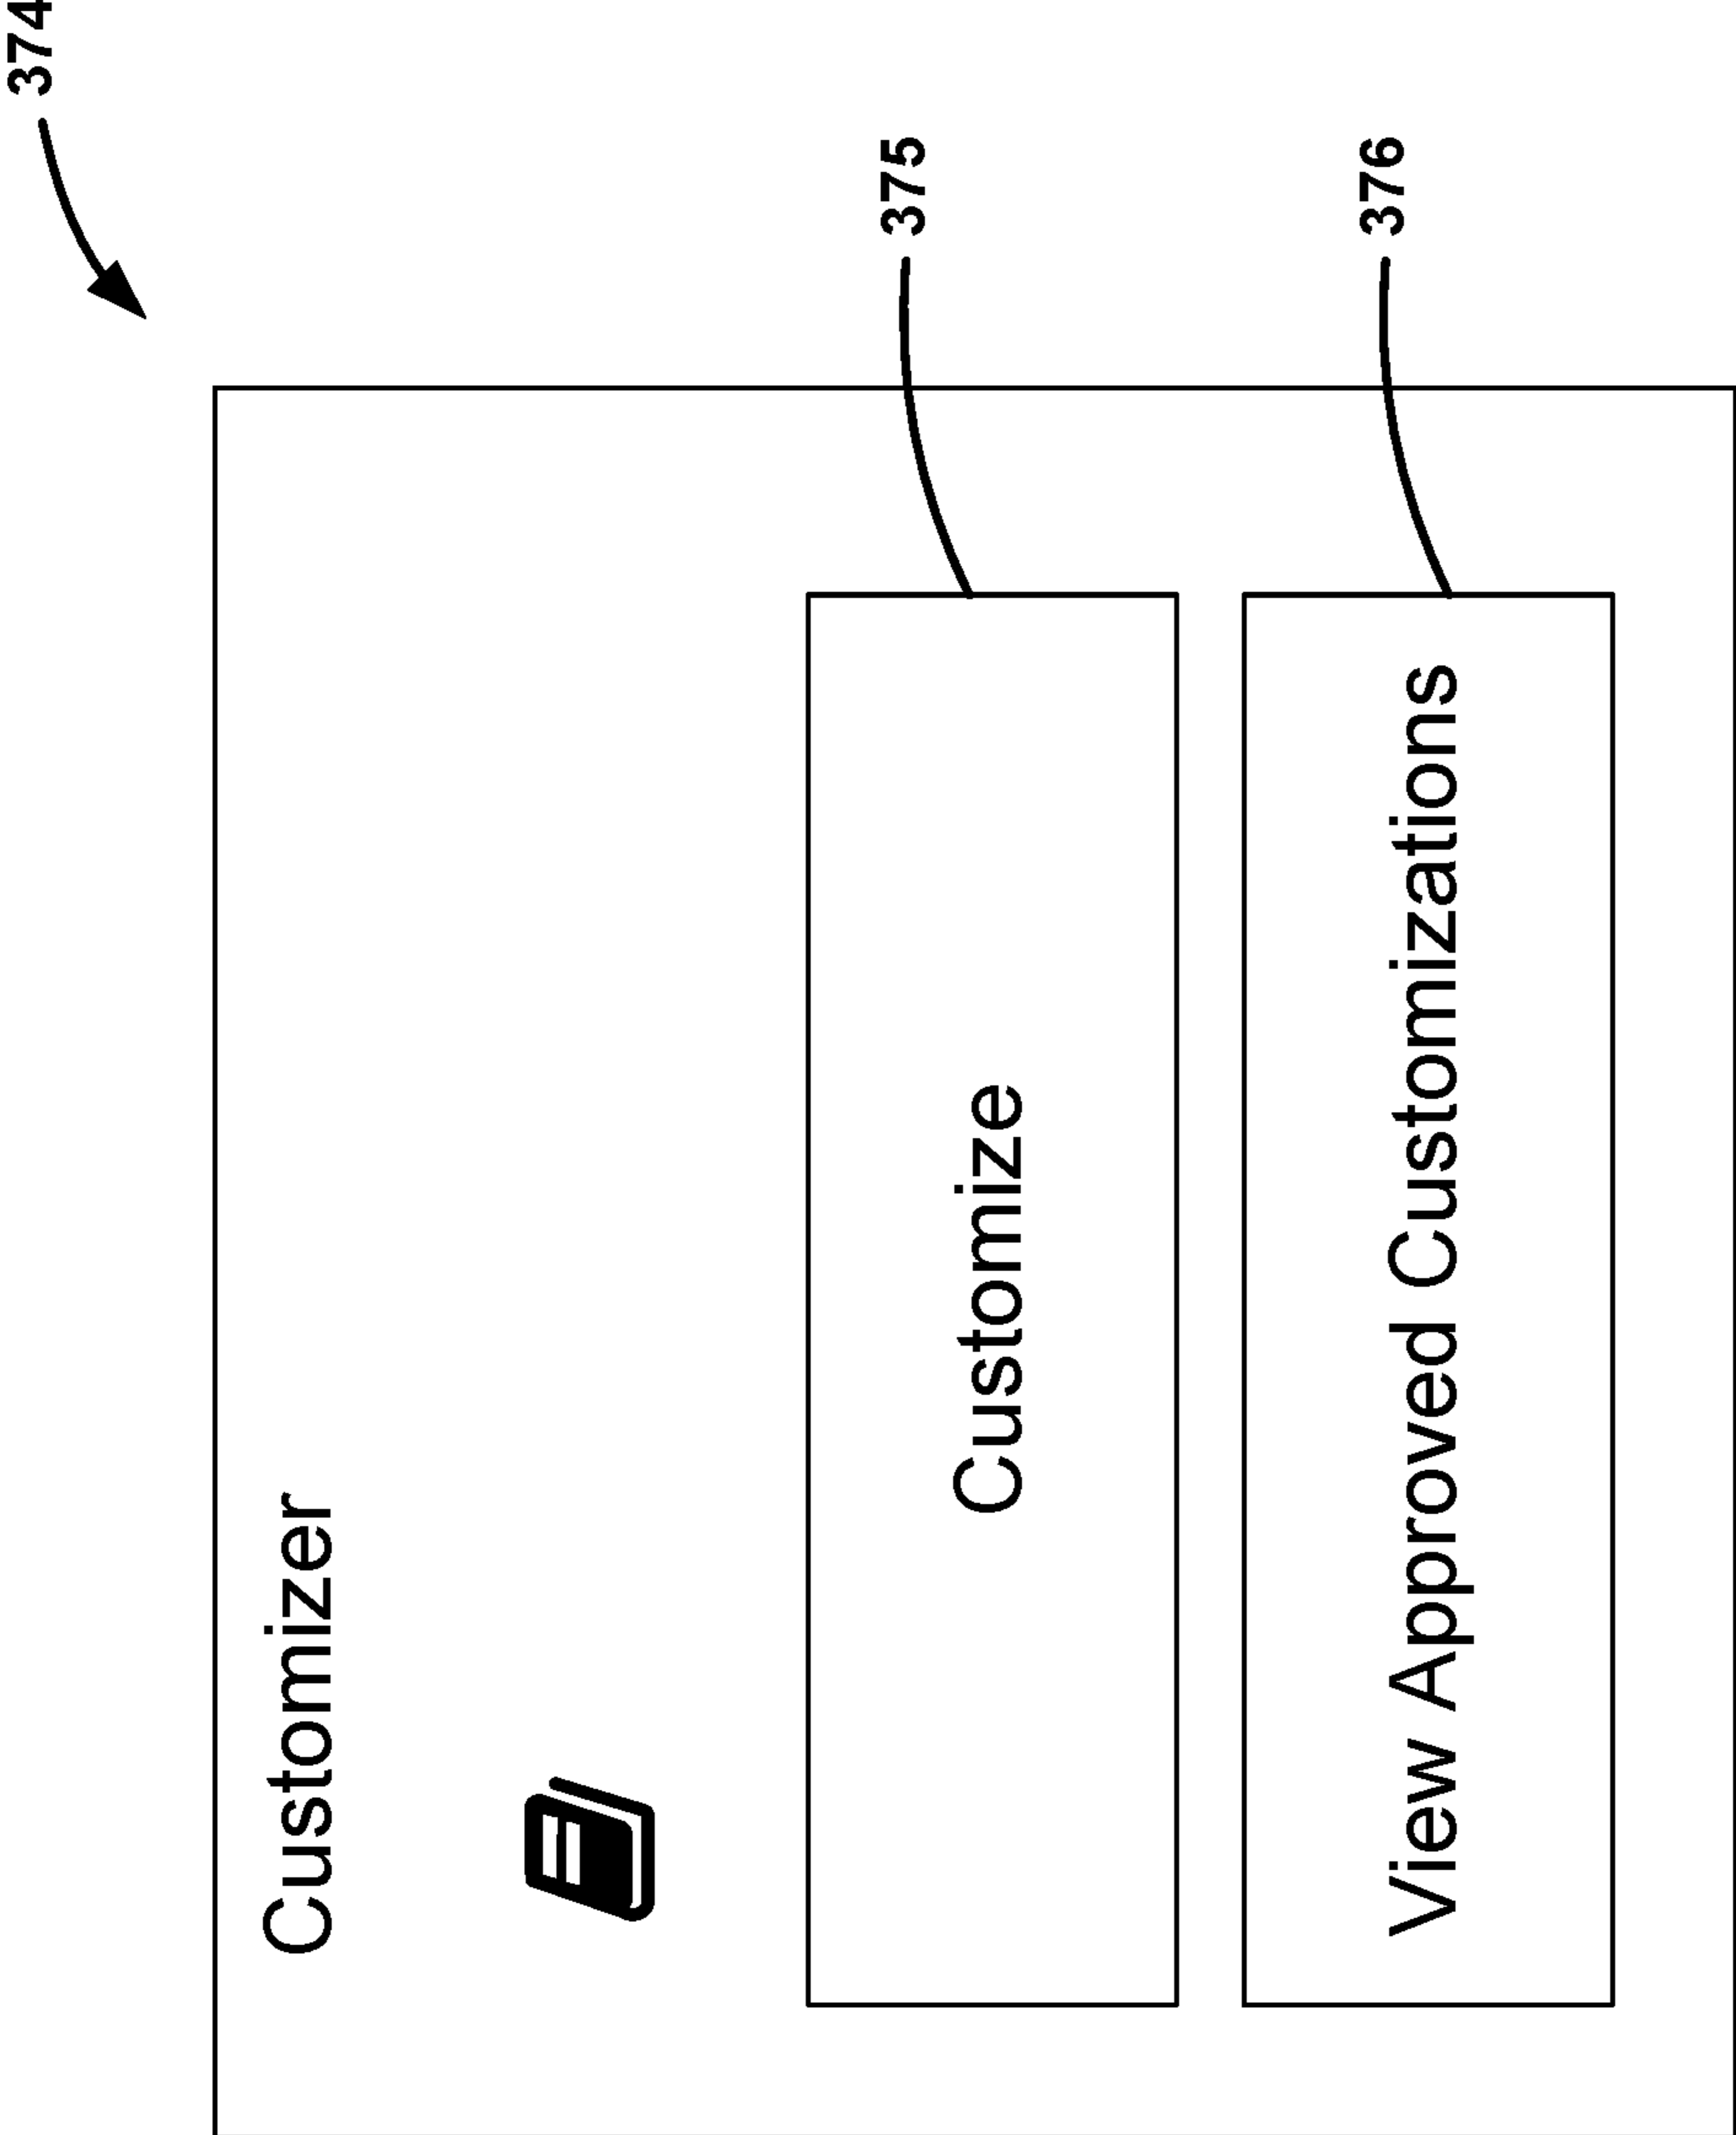 374
Customizer
Customize
375
View Approved Customizations
376